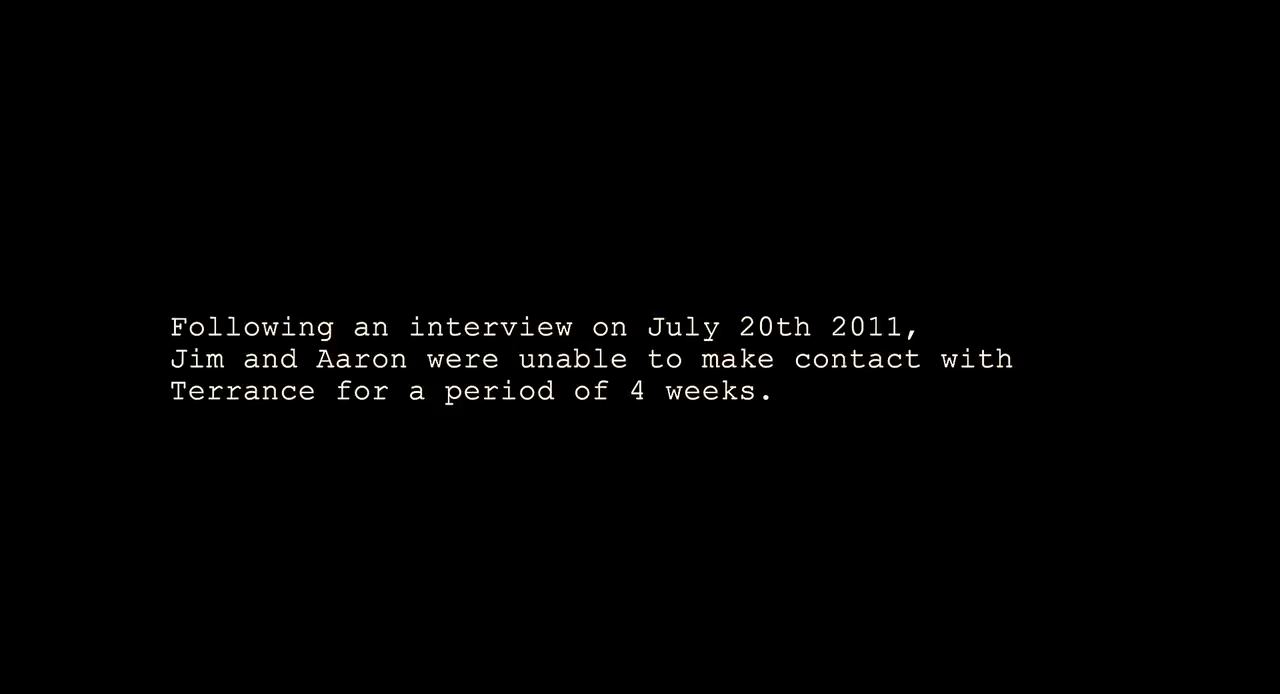 Following an interview on July 20th 2011,
Jim and Aaron were unable to make contact with
Terrance for a period of 4 weeks.